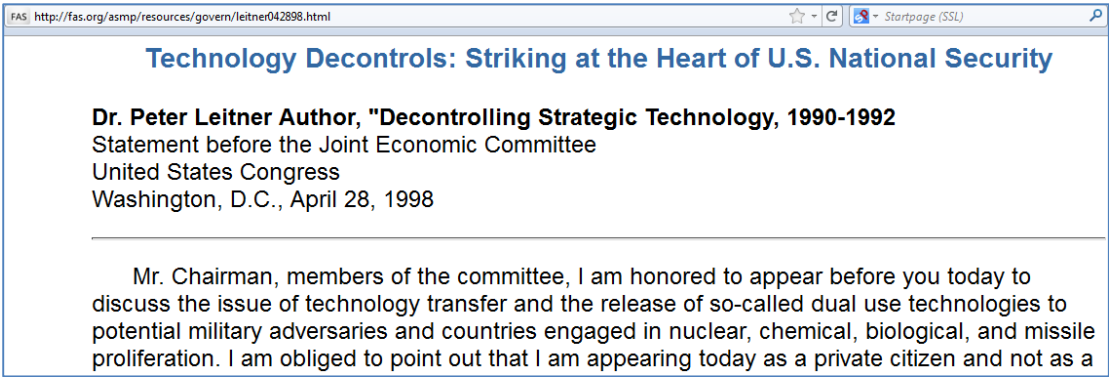 FAS http://fas.org/asmp/resources/govern/leitner042898.html Startpage (SSL)
Technology Decontrols: Striking at the Heart of U.S. National Security
Dr. Peter Leitner Author, "Decontrolling Strategic Technology, 1990-1992
Statement before the Joint Economic Committee
United States Congress
Washington, D.C., April 28, 1998
Mr. Chairman, members of the committee, I am honored to appear before you today to
discuss the issue of technology transfer and the release of so-called dual use technologies to
potential military adversaries and countries engaged in nuclear, chemical, biological, and missile
proliferation. I am obliged to point out that I am appearing today as a private citizen and not as a